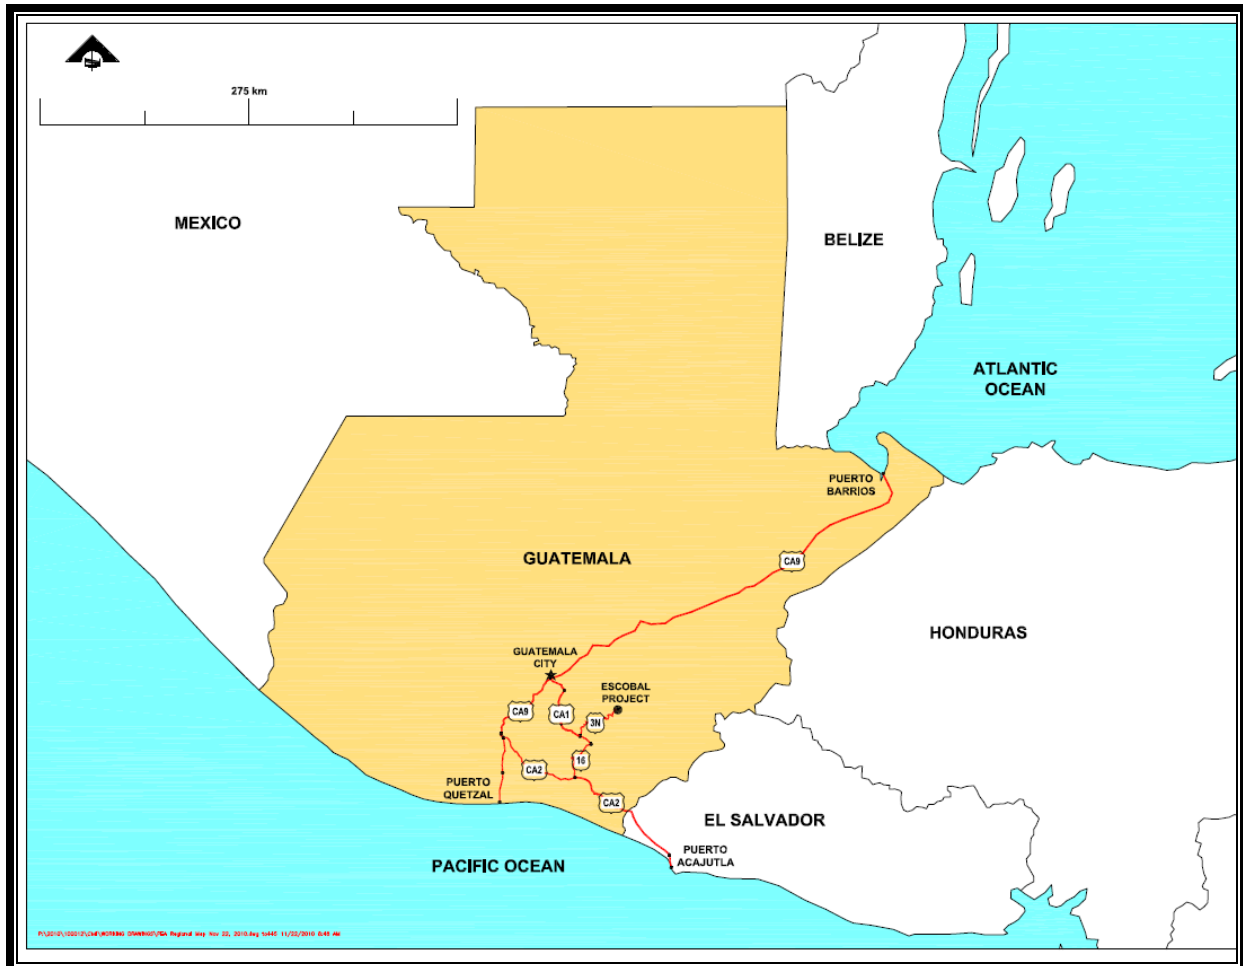 275 km
MEXICO
BELIZE
ATLANTIC
OCEAN
PUERTO
BARRIOS
GUATEMALA
CA9
HONDURAS
GUATEMALA
CITY
ESCOBAL
PROJECT
CA9
CA1
3N
16
CA2
PUERTO
QUETZAL
CA2
EL SALVADOR
PUERTO
ACAJUTLA
PACIFIC OCEAN